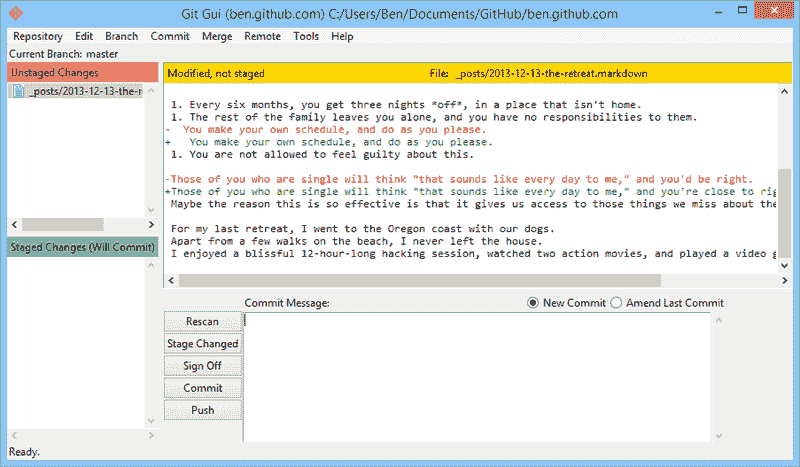 Git Gui (ben.github.com) C:/Users/Ben/Documents/GitHub/ben.github.com
Repository Edit Branch Commit Merge Remote Tools Help
Current Branch: master
Unstaged Changes
_posts/2013-12-13-the-r
Modified, not staged File: _posts/2013-12-13-the-retreat.markdown
1. Every six months, you get three nights *off*, in a place that isn't home.
1. The rest of the family leaves you alone, and you have no responsibilities to them.
- You make your own schedule, and do as you please.
+ You make your own schedule, and do as you please.
1. You are not allowed to feel guilty about this.
-Those of you who are single will think "that sounds like every day to me," and you'd be right.
+Those of you who are single will think "that sounds like every day to me," and you're close to rig
Maybe the reason this is so effective is that it gives us access to those things we miss about the
For my last retreat, I went to the Oregon coast with our dogs.
Apart from a few walks on the beach, I never left the house.
I enjoyed a blissful 12-hour-long hacking session, watched two action movies, and played a video g
Staged Changes (Will Commit)
Commit Message: New Commit Amend Last Commit
Rescan
Stage Changed
Sign Off
Commit
Push
Ready.